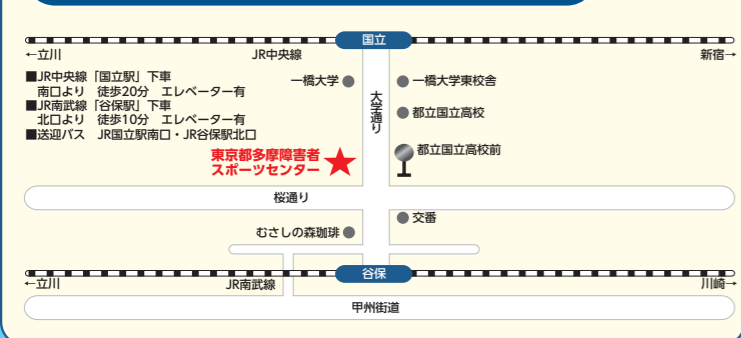 国立
←立川
JR中央線
新宿→
■JR中央線「国立駅」下車
南口より 徒歩20分 エレベーター有
■JR南武線「谷保駅」下車
北口より 徒歩10分 エレベーター有
■送迎バス JR国立駅南口・JR谷保駅北口
一橋大学
大学通り
一橋大学東校舎
都立国立高校
都立国立高校前
東京都多摩障害者
スポーツセンター
桜通り
交番
むさしの森珈琲
谷保
←立川
JR南武線
川崎→
甲州街道